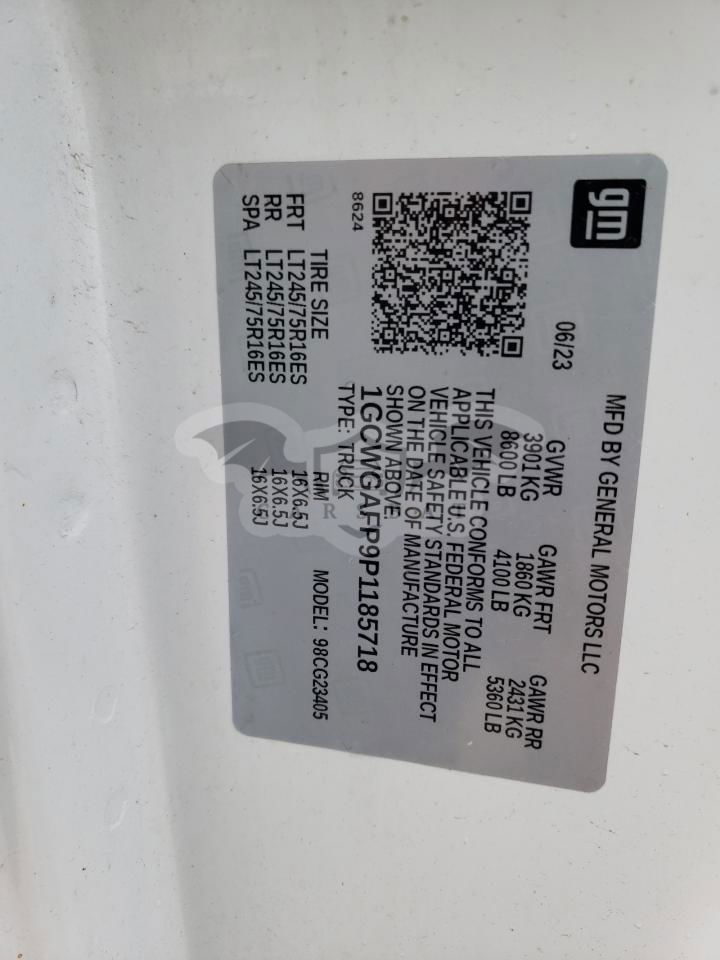 gm
MFD BY GENERAL MOTORS LLC
06/23
GVWR GAWR FRT GAWR RR
3901 KG 1860 KG 2431 KG
8600 LB 4100 LB 5360 LB
THIS VEHICLE CONFORMS TO ALL
APPLICABLE U.S. FEDERAL MOTOR
VEHICLE SAFETY STANDARDS IN EFFECT
ON THE DATE OF MANUFACTURE
SHOWN ABOVE.
1GCWGAFP9P1185718
TYPE: TRUCK
8624
MODEL: 98CG23405
TIRE SIZE RIM
FRT LT245/75R16ES 16X6.5J
RR LT245/75R16ES 16X6.5J
SPA LT245/75R16ES 16X6.5J